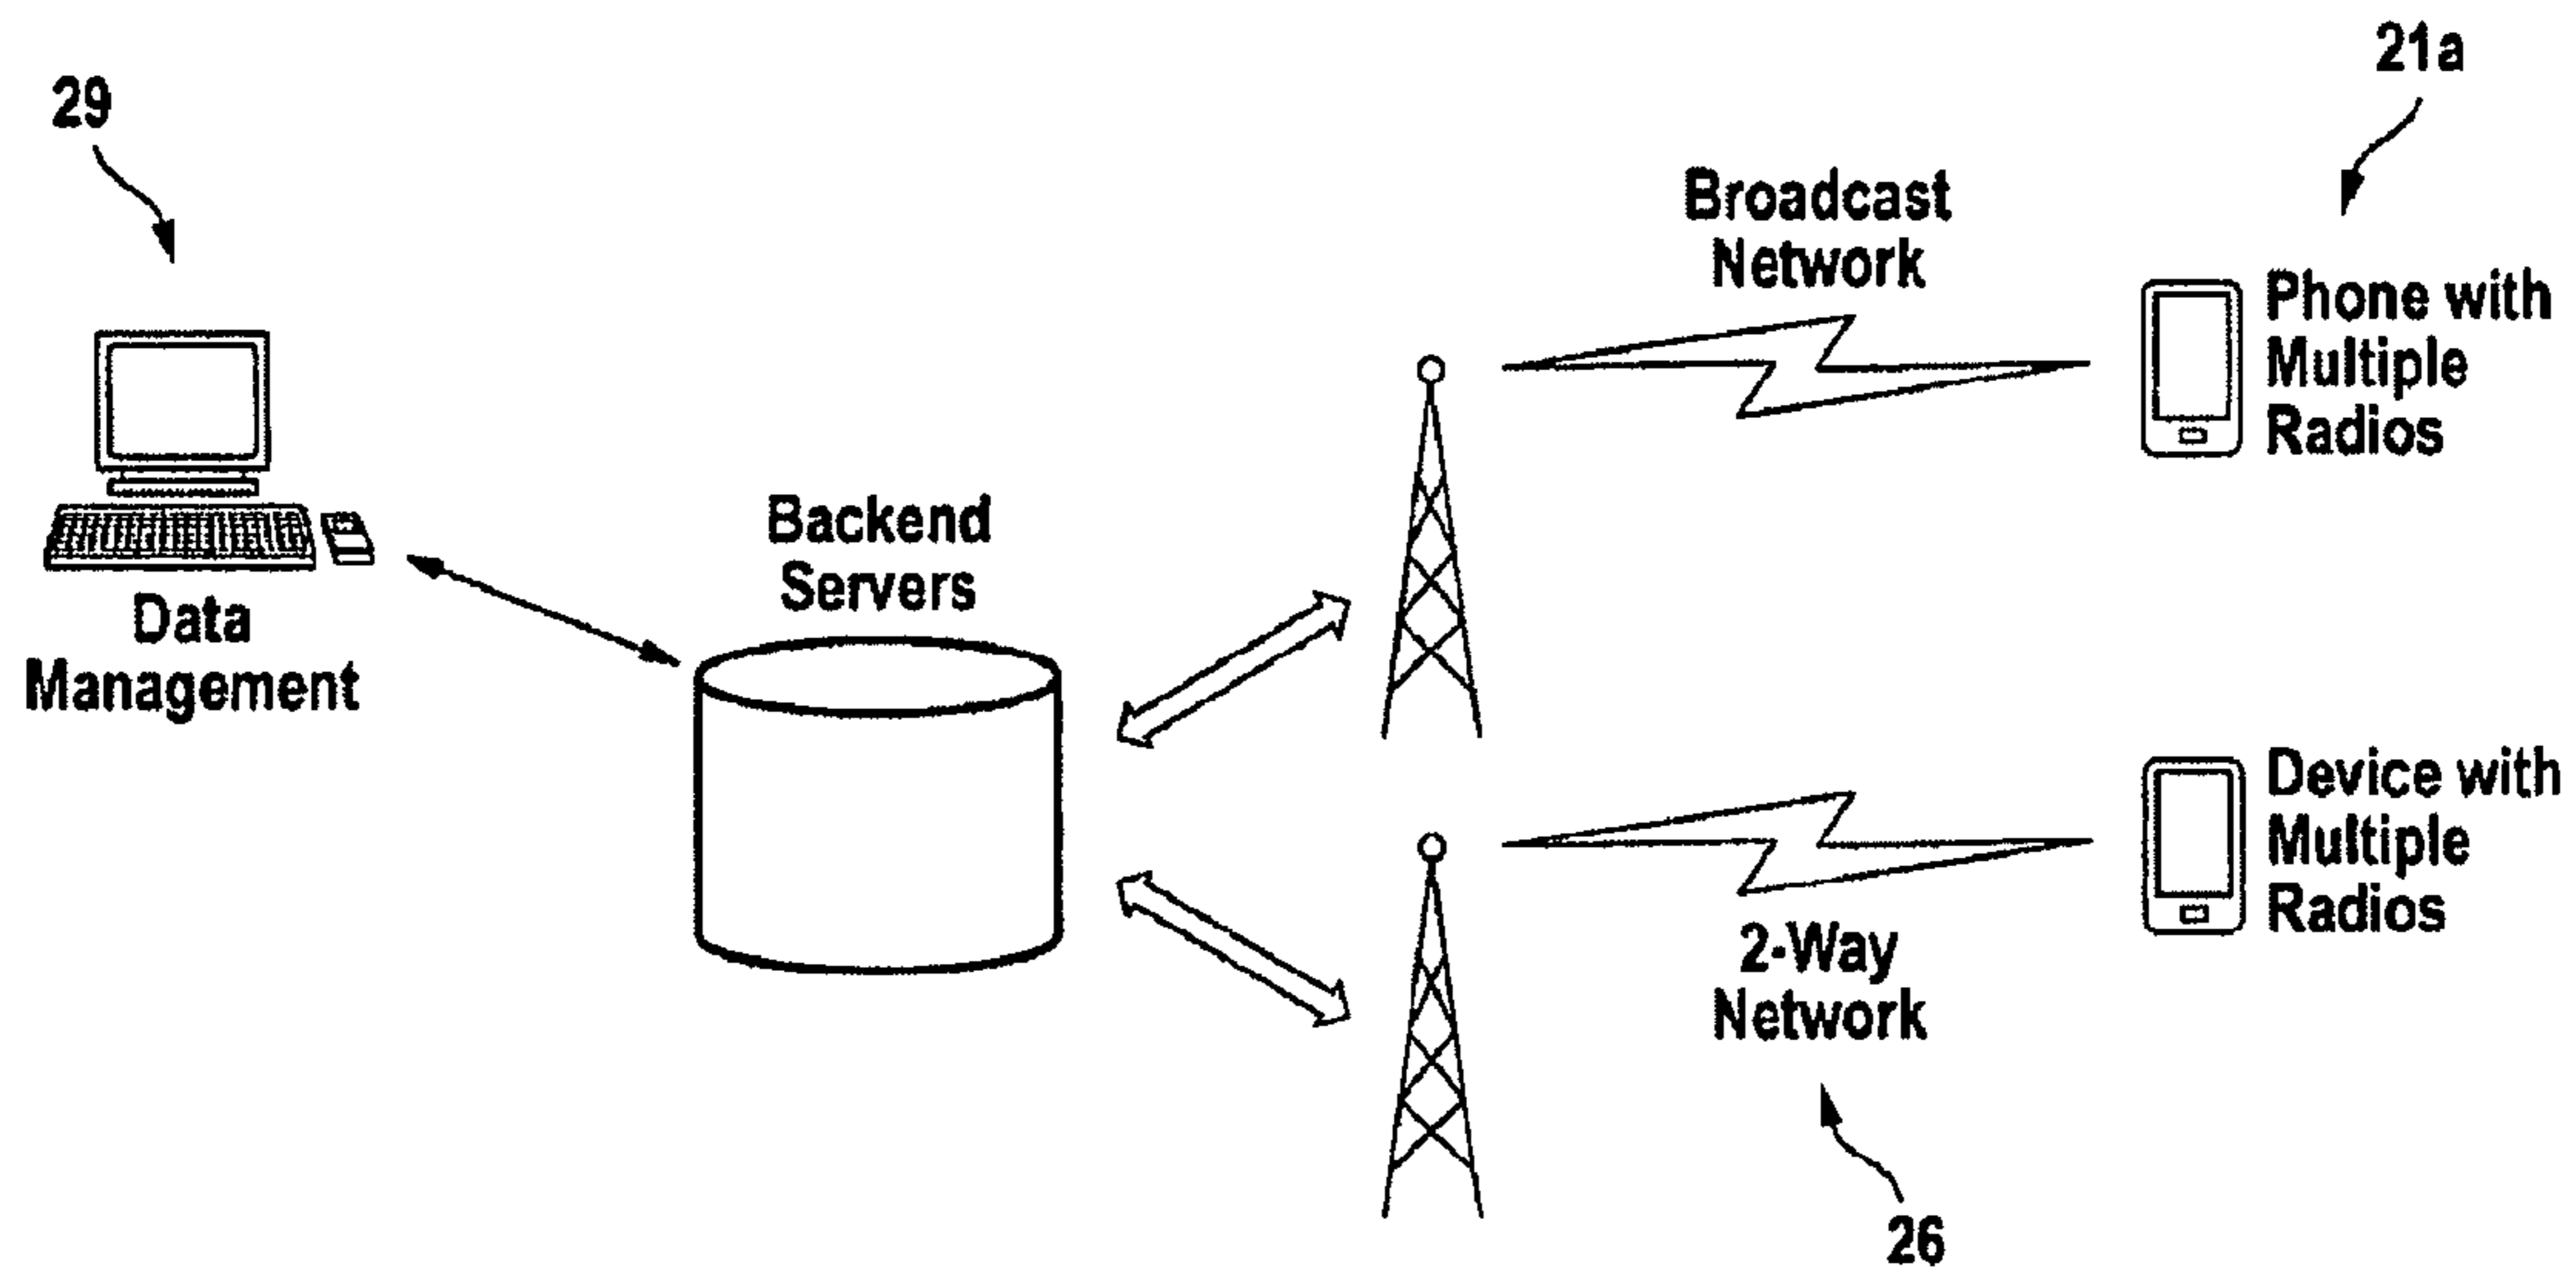 29
21a
Broadcast
Network
Phone with
Multiple
Radios
Data
Management
Backend
Servers
Device with
Multiple
Radios
2-Way
Network
26